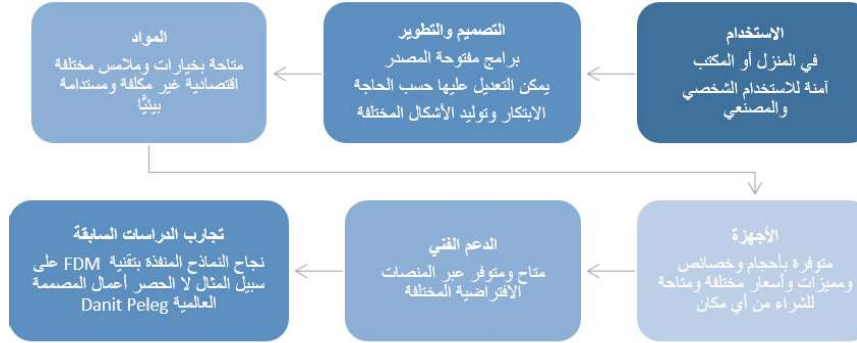 الاستخدام
في المنزل أو المكتب
آمنة للاستخدام الشخصي
والمصنعي
التصميم والتطوير
برامج مفتوحة المصدر
يمكن التعديل عليها حسب الحاجة
الابتكار وتوليد الأشكال المختلفة
المواد
متاحة بخيارات وملامس مختلفة
اقتصادية غير مكلفة ومستدامة
بيئيًا
الأجهزة
متوفرة بأحجام وخصائص
ومميزات وأسعار مختلفة ومتاحة
للشراء من أي مكان
الدعم الفني
متاح ومتوفر عبر المنصات
الافتراضية المختلفة
تجارب الدراسات السابقة
نجاح النماذج المنفذة بتقنية FDM على
سبيل المثال لا الحصر أعمال المصممة
العالمية Danit Peleg